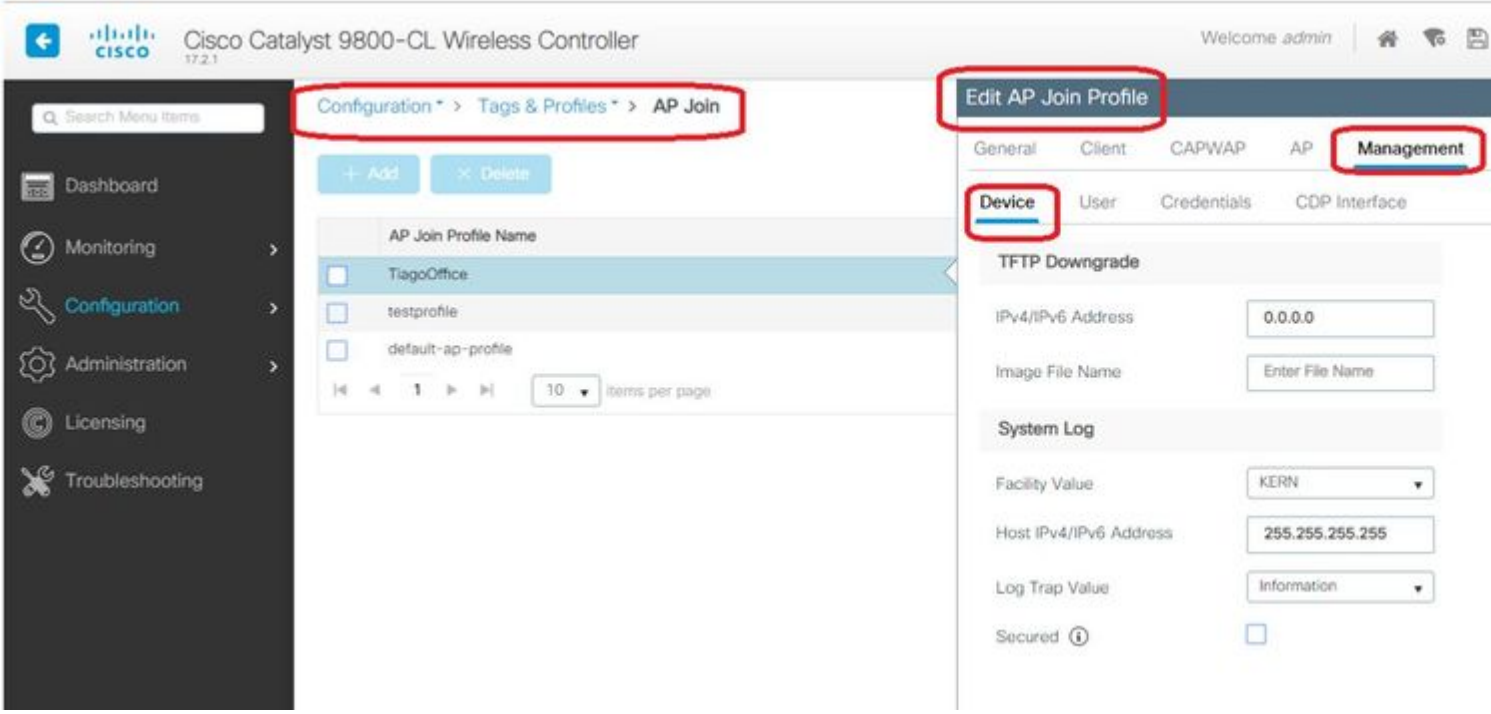 CISCO
Cisco Catalyst 9800-CL Wireless Controller
17.2.1
Welcome admin
Search Menu Items
Dashboard
Monitoring
Configuration
Administration
Licensing
Troubleshooting
Configuration > Tags & Profiles > AP Join
+ Add
× Delete
AP Join Profile Name
TiagoOffice
testprofile
default-ap-profile
1
10
items per page
Edit AP Join Profile
General Client CAPWAP AP Management
Device User Credentials CDP Interface
TFTP Downgrade
IPv4/IPv6 Address 0.0.0.0
Image File Name Enter File Name
System Log
Facility Value KERN
Host IPv4/IPv6 Address 255.255.255.255
Log Trap Value Information
Secured